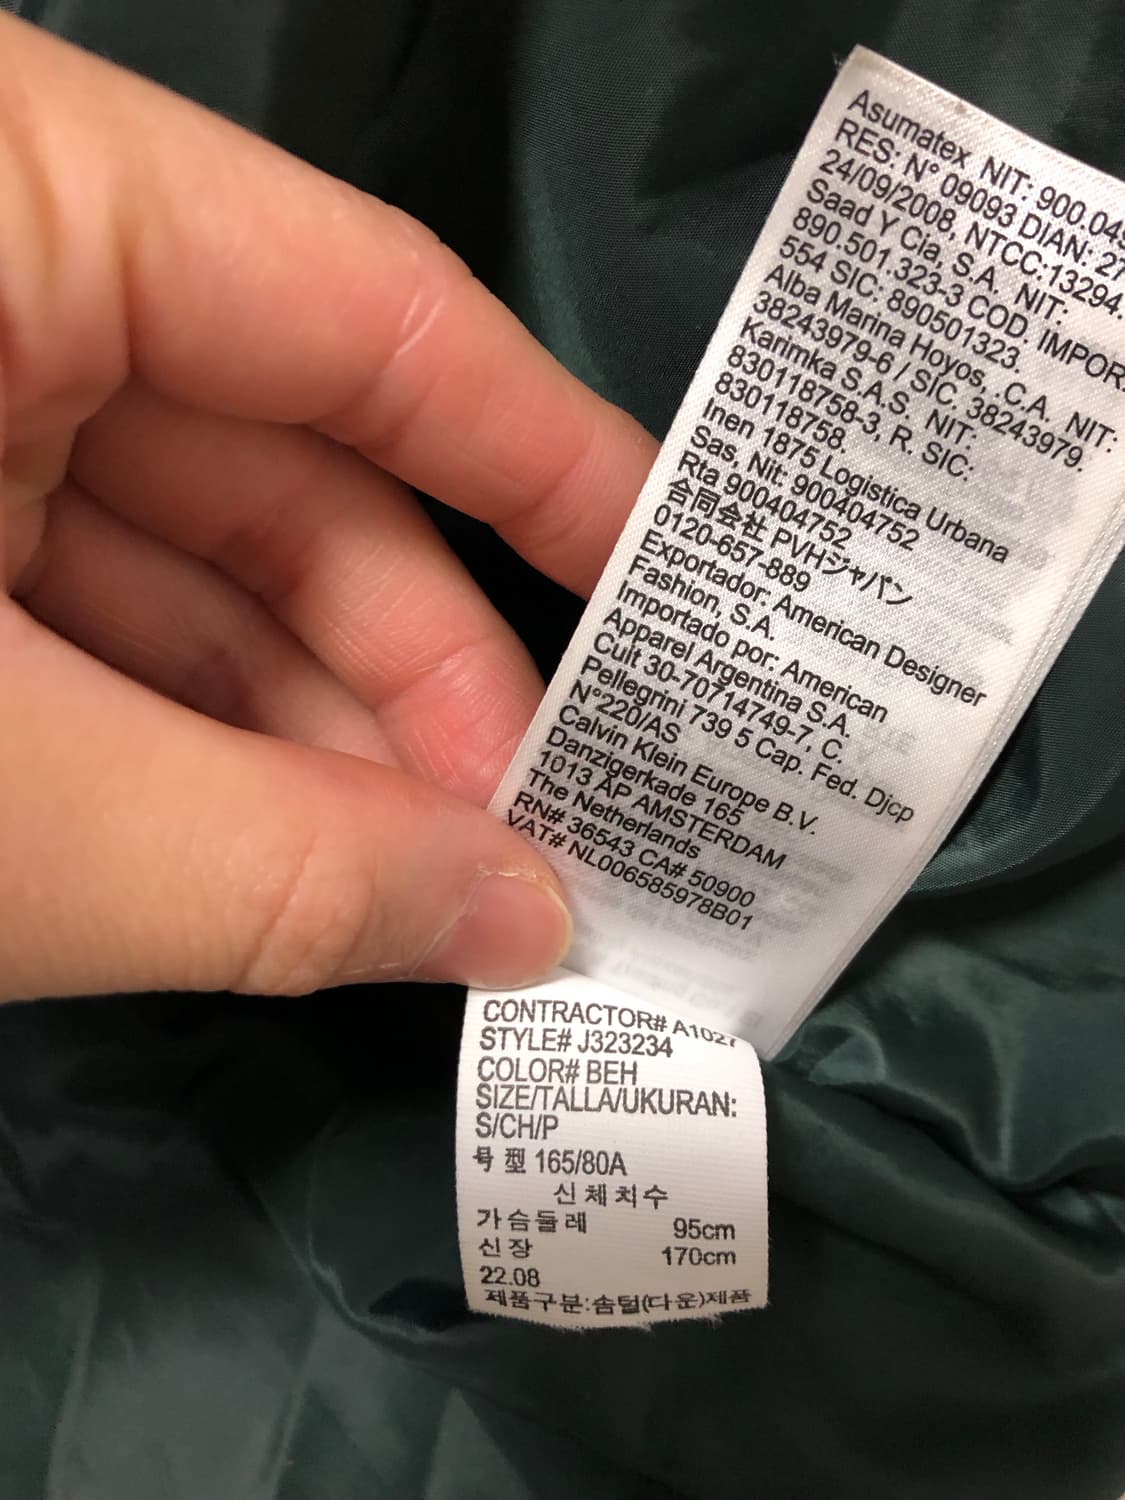 Asumatex NIT: 900.049
RES: N° 09093 DIAN: 27
24/09/2008, NTCC:13294.
Saad Y Cia, S.A. NIT:
890.501.323-3 COD. IMPOR.
554 SIC: 890501323.
Alba Marina Hoyos, .C.A. NIT:
38243979-6 / SIC. 38243979.
Karimka S.A.S. NIT:
830118758-3, R. SIC:
830118758.
Inen 1875 Logistica Urbana
Sas, Nit: 900404752
Rta 900404752
合同会社 PVHジャパン
0120-657-889
Exportador: American Designer
Fashion, S.A.
Importado por: American
Apparel Argentina S.A.
Cuit 30-70714749-7, C.
Pellegrini 739 5 Cap. Fed. Djcp
N°220/AS
Calvin Klein Europe B.V.
Danzigerkade 165
1013 AP AMSTERDAM
The Netherlands
RN# 36543 CA# 50900
VAT# NL006585978B01
CONTRACTOR# A1027
STYLE# J323234
COLOR# BEH
SIZE/TALLA/UKURAN:
S/CH/P
号型 165/80A
신체치수
가슴둘레 95cm
신장 170cm
22.08
제품구분:솜털(다운)제품